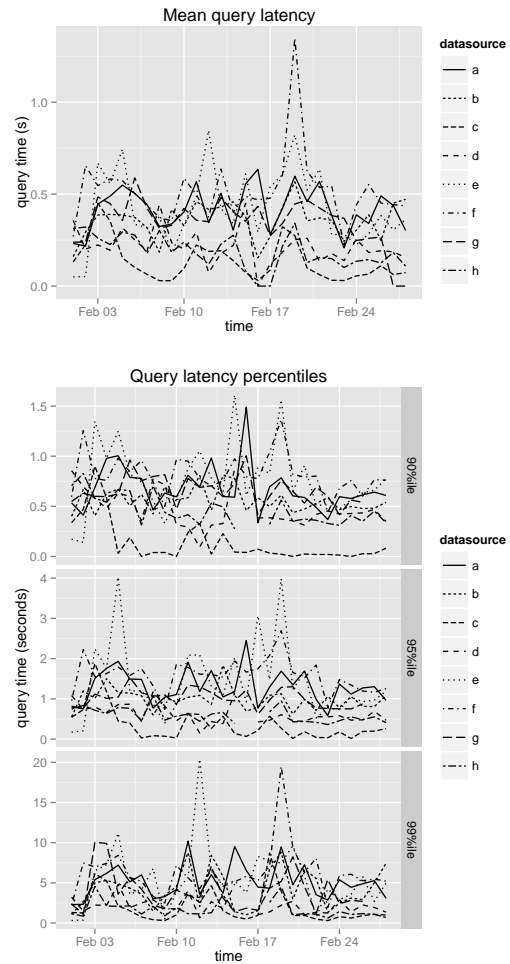 Mean query latency
query time (s)
1.0
0.5
0.0
Feb 03 Feb 10 Feb 17 Feb 24
time
datasource
a
b
c
d
e
f
g
h
Query latency percentiles
query time (seconds)
1.5
1.0
0.5
0.0
90%ile
4
3
2
1
0
95%ile
20
15
10
5
0
99%ile
Feb 03 Feb 10 Feb 17 Feb 24
time
datasource
a
b
c
d
e
f
g
h